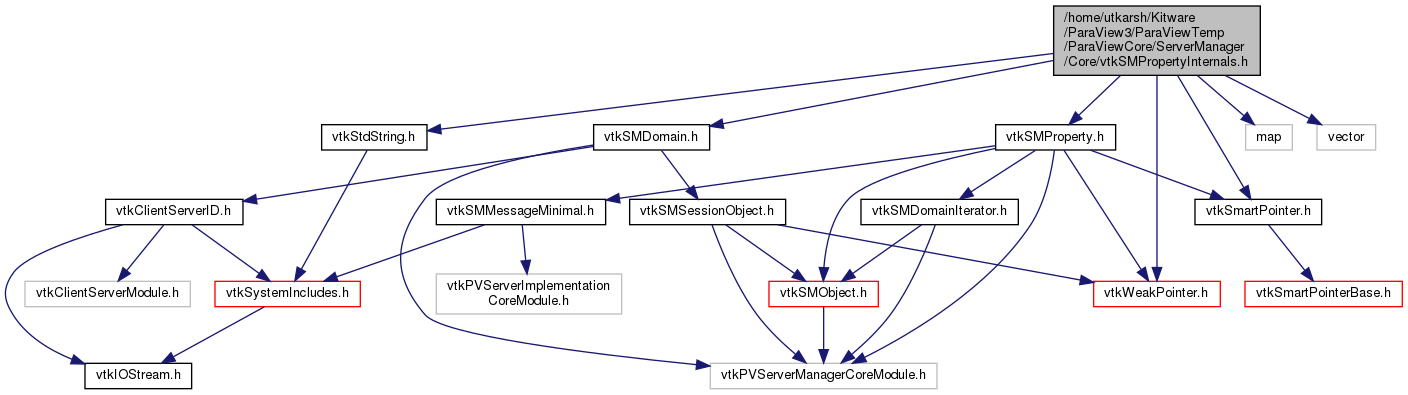 /home/utkarsh/Kitware
/ParaView3/ParaViewTemp
/ParaViewCore/ServerManager
/Core/vtkSMPropertyInternals.h
vtkStdString.h
vtkSMDomain.h
vtkSMProperty.h
map
vector
vtkClientServerID.h
vtkSMMessageMinimal.h
vtkSMSessionObject.h
vtkSMDomainIterator.h
vtkSmartPointer.h
vtkClientServerModule.h
vtkSystemIncludes.h
vtkPVServerImplementation
CoreModule.h
vtkSMObject.h
vtkWeakPointer.h
vtkSmartPointerBase.h
vtkIOStream.h
vtkPVServerManagerCoreModule.h